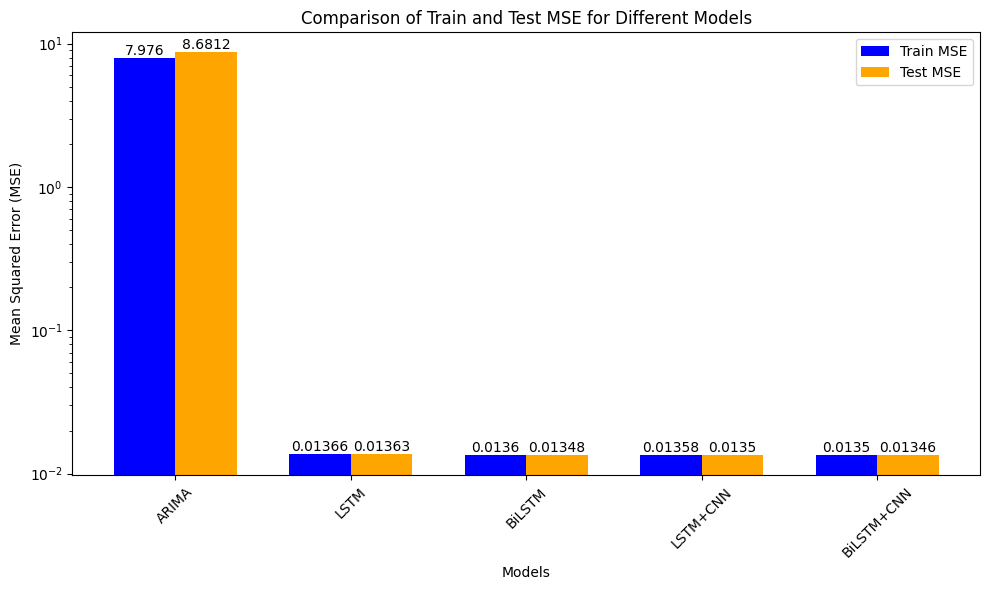 Comparison of Train and Test MSE for Different Models
Train MSE
Test MSE
Mean Squared Error (MSE)
10¹
10⁰
10⁻¹
10⁻²
7.976 8.6812
0.01366 0.01363 0.0136 0.01348 0.01358 0.0135 0.0135 0.01346
ARIMA LSTM BiLSTM LSTM+CNN BiLSTM+CNN
Models